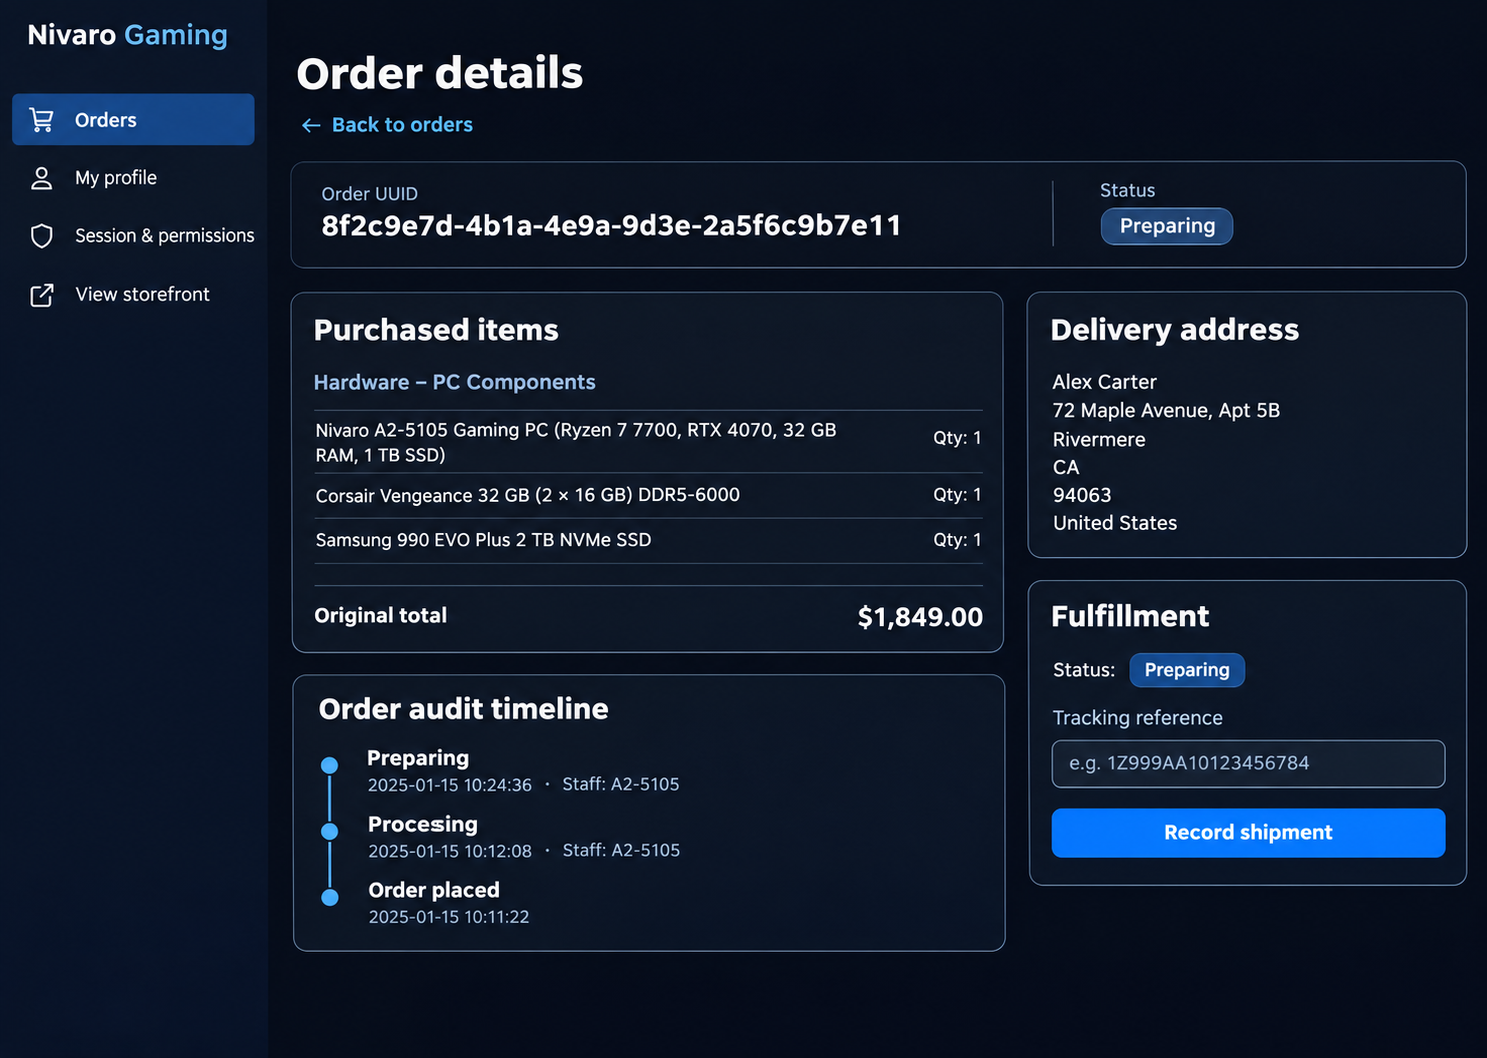 Nivaro Gaming
Orders
My profile
Session & permissions
View storefront
Order details
← Back to orders
Order UUID
8f2c9e7d-4b1a-4e9a-9d3e-2a5f6c9b7e11
Status
Preparing
Purchased items
Hardware – PC Components
Nivaro A2-5105 Gaming PC (Ryzen 7 7700, RTX 4070, 32 GB
RAM, 1 TB SSD)
Qty: 1
Corsair Vengeance 32 GB (2 × 16 GB) DDR5-6000
Qty: 1
Samsung 990 EVO Plus 2 TB NVMe SSD
Qty: 1
Original total
$1,849.00
Order audit timeline
Preparing
2025-01-15 10:24:36 · Staff: A2-5105
Processing
2025-01-15 10:12:08 · Staff: A2-5105
Order placed
2025-01-15 10:11:22
Delivery address
Alex Carter
72 Maple Avenue, Apt 5B
Rivermere
CA
94063
United States
Fulfillment
Status: Preparing
Tracking reference
e.g. 1Z999AA10123456784
Record shipment